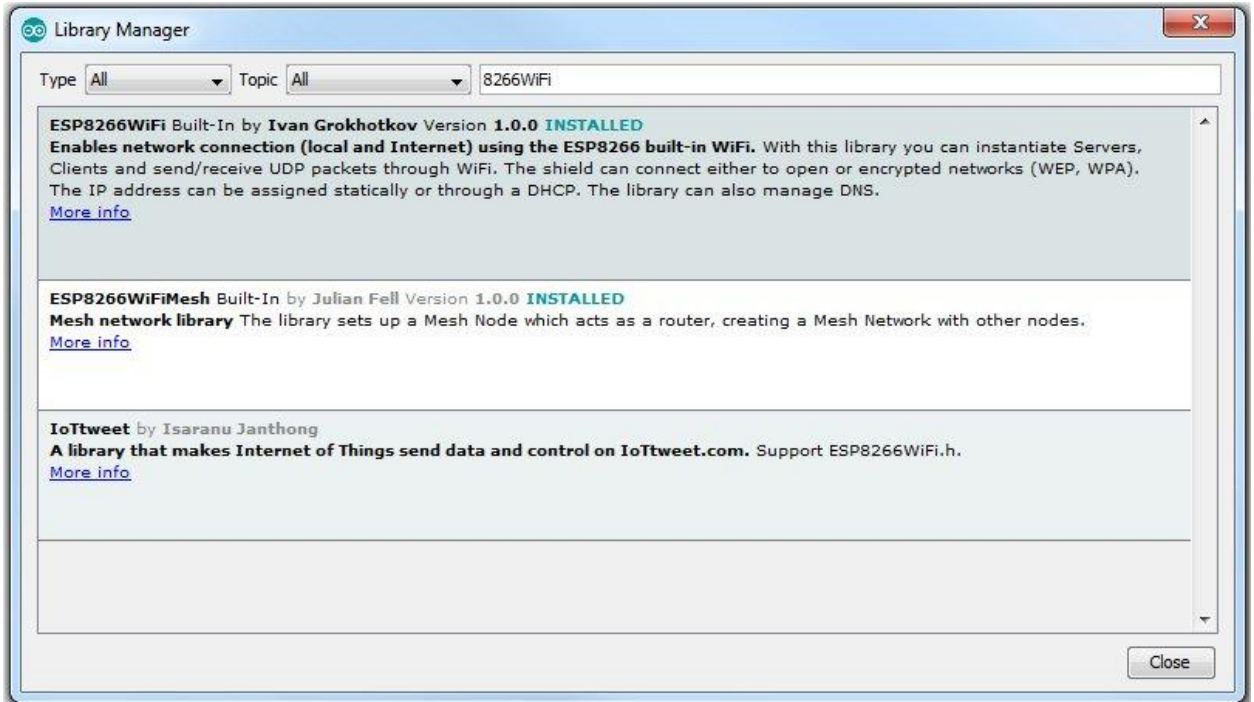 Library Manager
Type All Topic All 8266WiFi
ESP8266WiFi Built-In by Ivan Grokhotkov Version 1.0.0 INSTALLED
Enables network connection (local and Internet) using the ESP8266 built-in WiFi. With this library you can instantiate Servers,
Clients and send/receive UDP packets through WiFi. The shield can connect either to open or encrypted networks (WEP, WPA).
The IP address can be assigned statically or through a DHCP. The library can also manage DNS.
More info
ESP8266WiFiMesh Built-In by Julian Fell Version 1.0.0 INSTALLED
Mesh network library The library sets up a Mesh Node which acts as a router, creating a Mesh Network with other nodes.
More info
IoTtweet by Isaranu Janthong
A library that makes Internet of Things send data and control on IoTtweet.com. Support ESP8266WiFi.h.
More info
Close